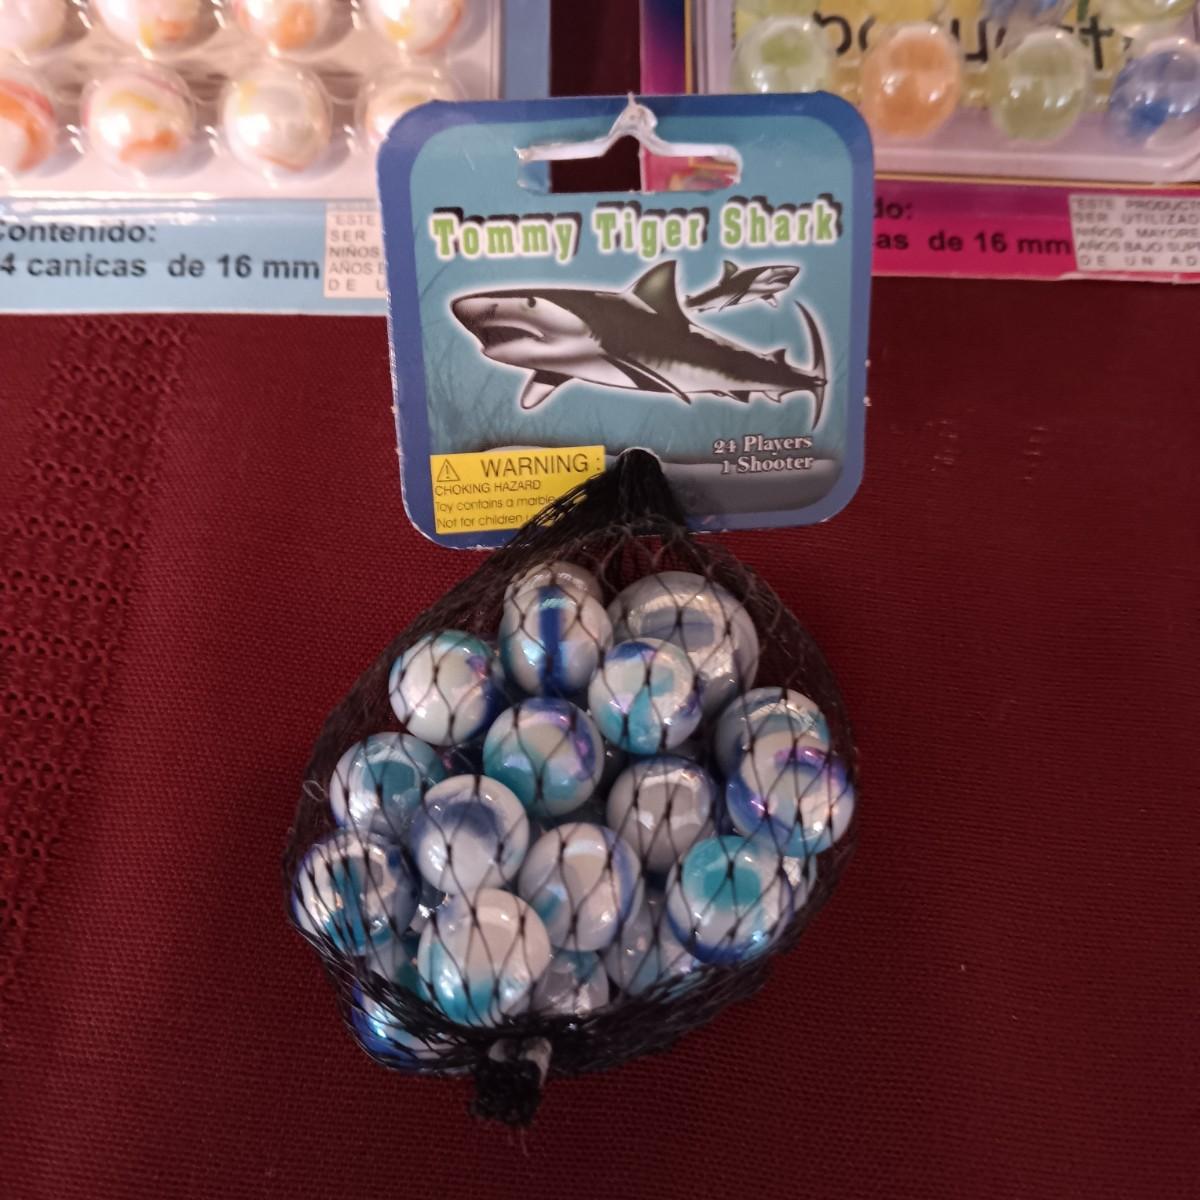 Contenido:
4 canicas de 16 mm
ESTE
SER
NIÑOS
AÑOS
DE
Tommy Tiger Shark
24 Players
1 Shooter
WARNING:
CHOKING HAZARD
Toy contains a marble
Not for children
do:
as de 16 mm
ESTE PRODUCT
SER UTILIZA
NIÑOS MAYORE
AÑOS BAJO SUP
DE UN AD